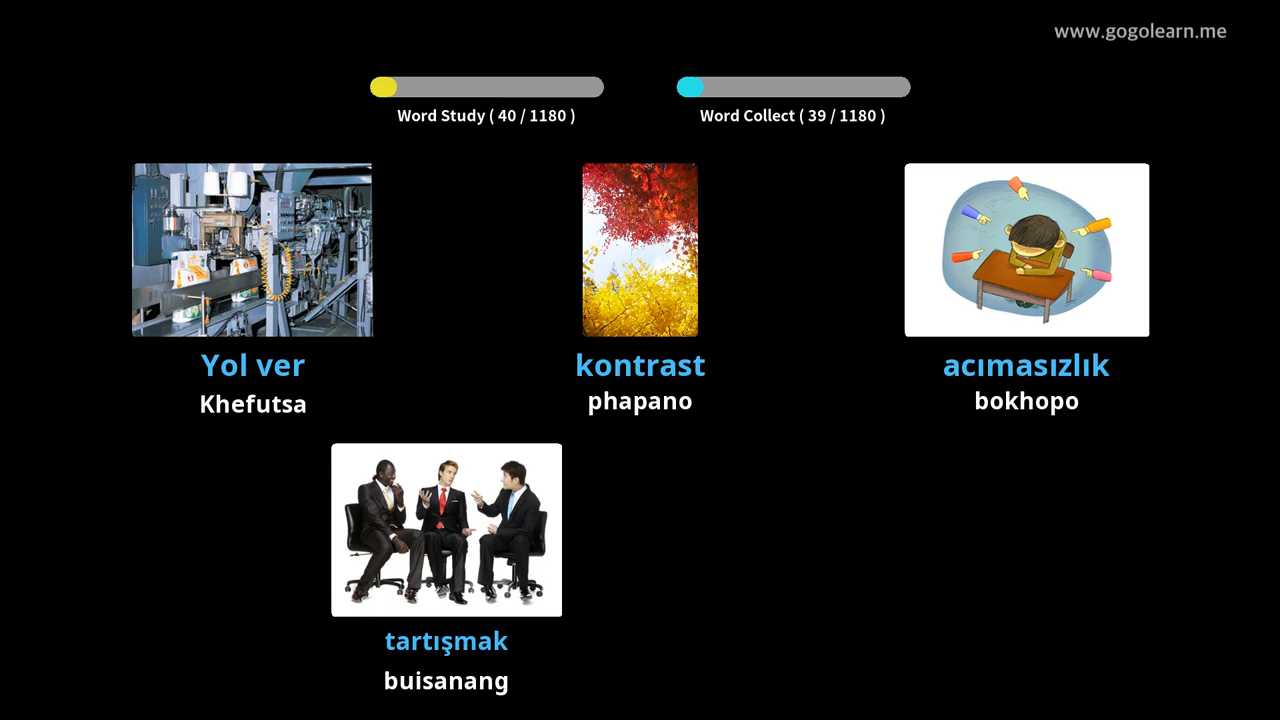 www.gogolearn.me
Word Study ( 40 / 1180 )
Word Collect ( 39 / 1180 )
Yol ver
Khefutsa
kontrast
phapano
acımasızlık
bokhopo
tartışmak
buisanang